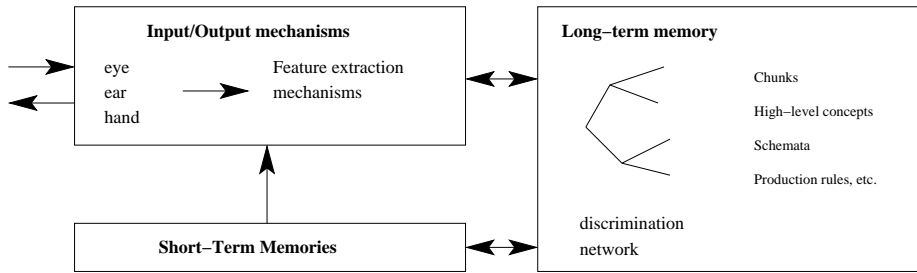 Input/Output mechanisms
eye
ear
hand
Feature extraction
mechanisms
Short-Term Memories
Long-term memory
Chunks
High-level concepts
Schemata
Production rules, etc.
discrimination
network